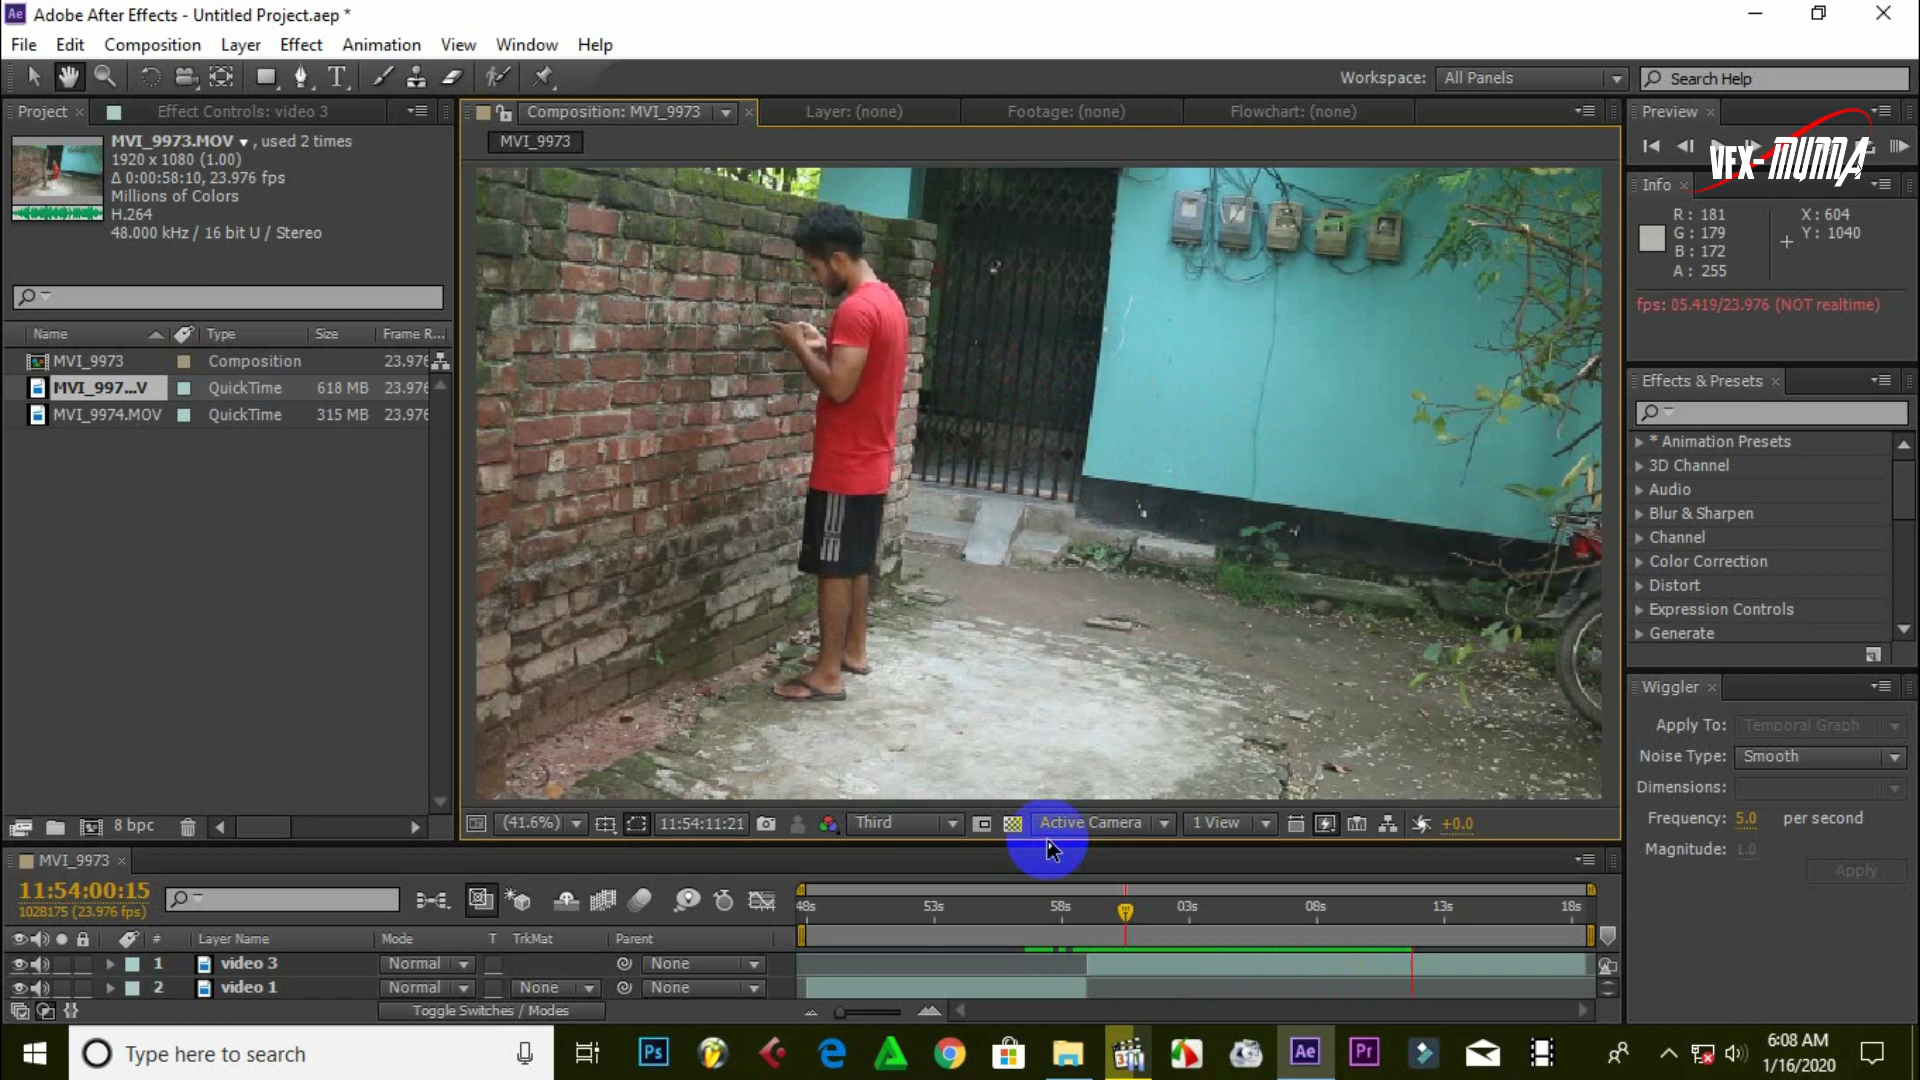 Adobe After Effects - Untitled Project.aep *
File Edit Composition Layer Effect Animation View Window Help
Workspace: All Panels Search Help
Project Effect Controls: video 3 Composition: MVI_9973 Layer: (none) Footage: (none) Flowchart: (none) Preview
MVI_9973.MOV , used 2 times
1920 x 1080 (1.00)
Δ 0:00:58:10, 23.976 fps
Millions of Colors
H.264
48.000 kHz / 16 bit U / Stereo
MVI_9973
VFX-MUMA
Info
R: 181 X: 604
G: 179 Y: 1040
B: 172
A: 255
fps: 05.419/23.976 (NOT realtime)
Name Type Size Frame R...
MVI_9973 Composition 23.976
MVI_997...V QuickTime 618 MB 23.976
MVI_9974.MOV QuickTime 315 MB 23.976
Effects & Presets
* Animation Presets
3D Channel
Audio
Blur & Sharpen
Channel
Color Correction
Distort
Expression Controls
Generate
Wiggler
Apply To: Temporal Graph
Noise Type: Smooth
Dimensions:
Frequency: 5.0 per second
Magnitude: 1.0
Apply
8 bpc
(41.6%) 11:54:11:21 Third Active Camera 1 View +0.0
MVI_9973
11:54:00:15
1028175 (23.976 fps)
48s 53s 58s 03s 08s 13s 18s
# Layer Name Mode T TrkMat Parent
1 video 3 Normal None
2 video 1 Normal None None
Toggle Switches / Modes
Type here to search
Ps Ae Pr
6:08 AM
1/16/2020